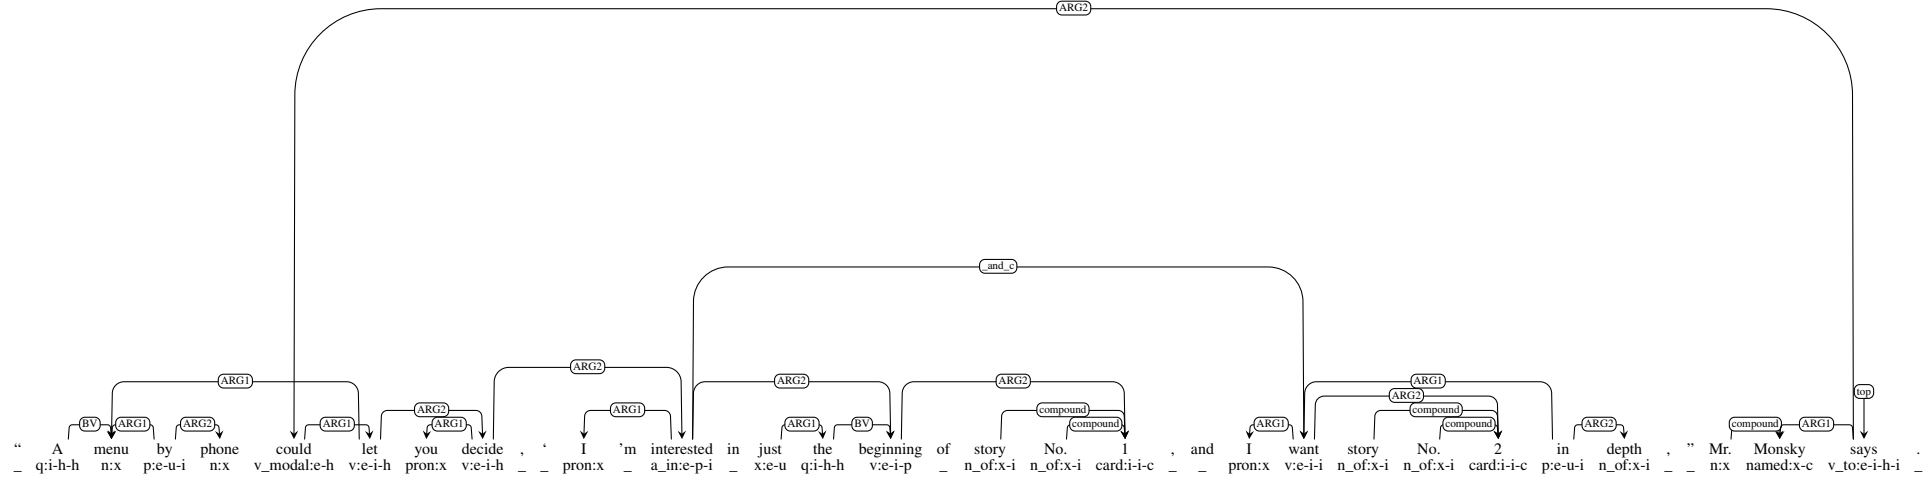 ARG2
_and_c
ARG2
ARG1 ARG2 ARG2 ARG1
top
ARG2 ARG1 compound ARG2 compound
BV ARG1 ARG2 ARG1 ARG1 ARG1 BV compound ARG1 compound ARG2 compound ARG1
“ A menu by phone could let you decide , ‘ I 'm interested in just the beginning of story No. 1 , and I want story No. 2 in depth , ” Mr. Monsky says .
_ q:i-h-h n:x p:e-u-i n:x v_modal:e-h v:e-i-h pron:x v:e-i-h _ _ pron:x _ a_in:e-p-i _ x:e-u q:i-h-h v:e-i-p _ n_of:x-i n_of:x-i card:i-i-c _ _ pron:x v:e-i-i n_of:x-i n_of:x-i card:i-i-c p:e-u-i n_of:x-i _ _ n:x named:x-c v_to:e-i-h-i _